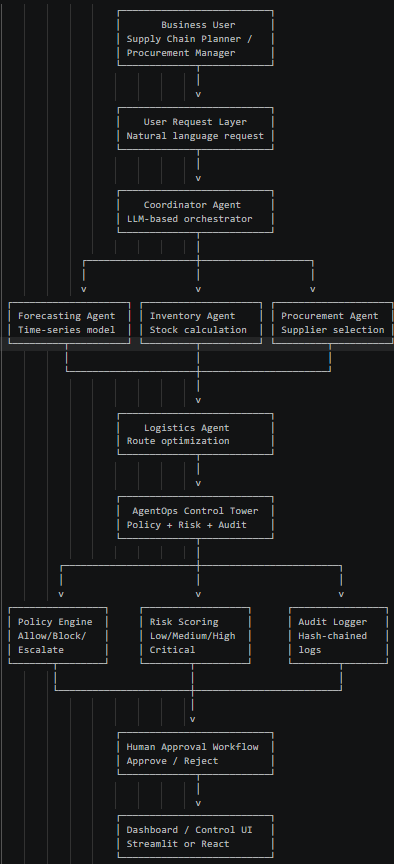 Business User
Supply Chain Planner /
Procurement Manager
v
User Request Layer
Natural language request
v
Coordinator Agent
LLM-based orchestrator
v v v
Forecasting Agent Inventory Agent Procurement Agent
Time-series model Stock calculation Supplier selection
v
Logistics Agent
Route optimization
v
AgentOps Control Tower
Policy + Risk + Audit
v v v
Policy Engine Risk Scoring Audit Logger
Allow/Block/ Low/Medium/High Hash-chained
Escalate Critical logs
v
Human Approval Workflow
Approve / Reject
v
Dashboard / Control UI
Streamlit or React